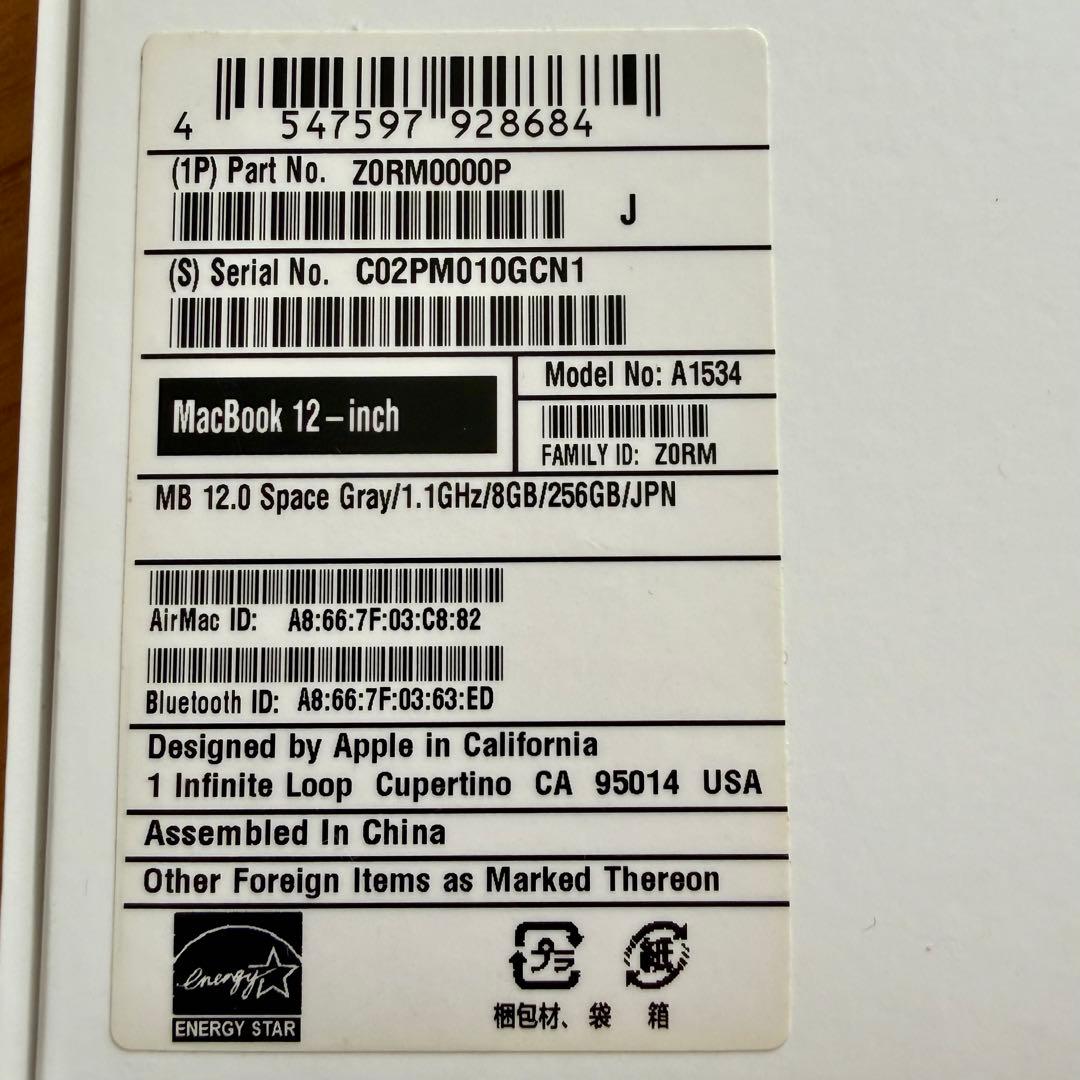 4 547597 928684
(1P) Part No. Z0RM0000P
J
(S) Serial No. C02PM010GCN1
MacBook 12-inch
Model No: A1534
FAMILY ID: Z0RM
MB 12.0 Space Gray/1.1GHz/8GB/256GB/JPN
AirMac ID: A8:66:7F:03:C8:82
Bluetooth ID: A8:66:7F:03:63:ED
Designed by Apple in California
1 Infinite Loop Cupertino CA 95014 USA
Assembled In China
Other Foreign Items as Marked Thereon
energy
ENERGY STAR
プラ
紙
梱包材、袋 箱